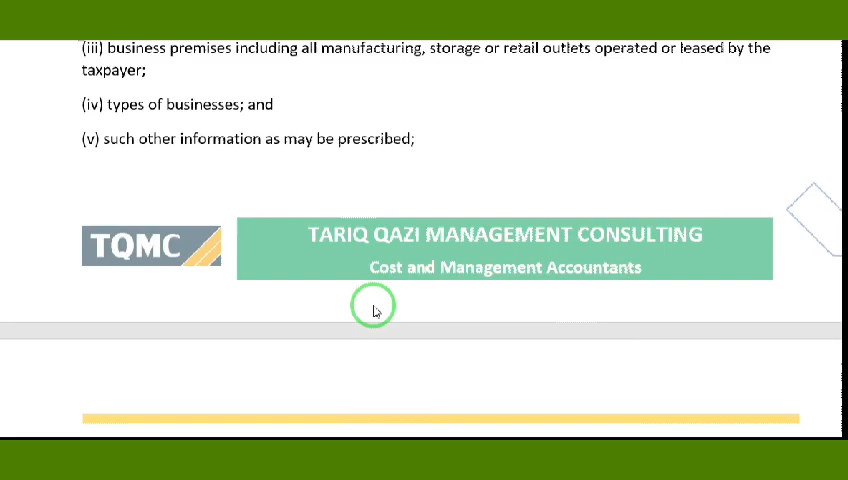 (iii) business premises including all manufacturing, storage or retail outlets operated or leased by the
taxpayer;
(iv) types of businesses; and
(v) such other information as may be prescribed;
TQMC
TARIQ QAZI MANAGEMENT CONSULTING
Cost and Management Accountants